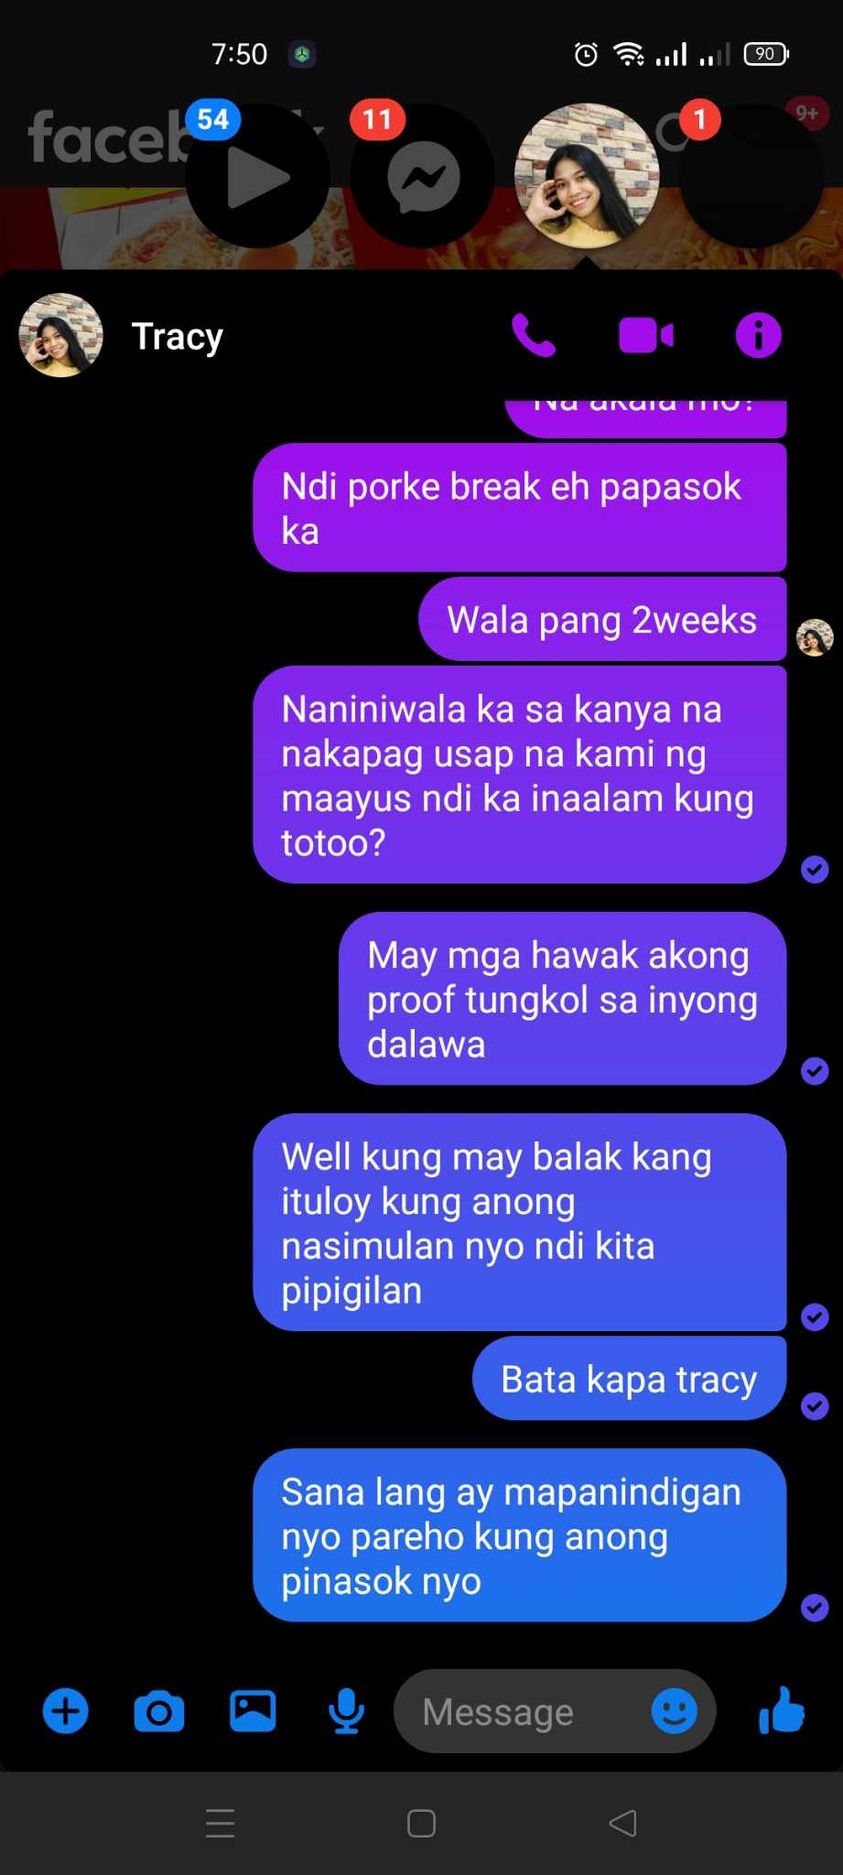 7:50
90
54
11
1
9+
Tracy
Na akala mo?
Ndi porke break eh papasok
ka
Wala pang 2weeks
Naniniwala ka sa kanya na
nakapag usap na kami ng
maayus ndi ka inaalam kung
totoo?
May mga hawak akong
proof tungkol sa inyong
dalawa
Well kung may balak kang
ituloy kung anong
nasimulan nyo ndi kita
pipigilan
Bata kapa tracy
Sana lang ay mapanindigan
nyo pareho kung anong
pinasok nyo
Message